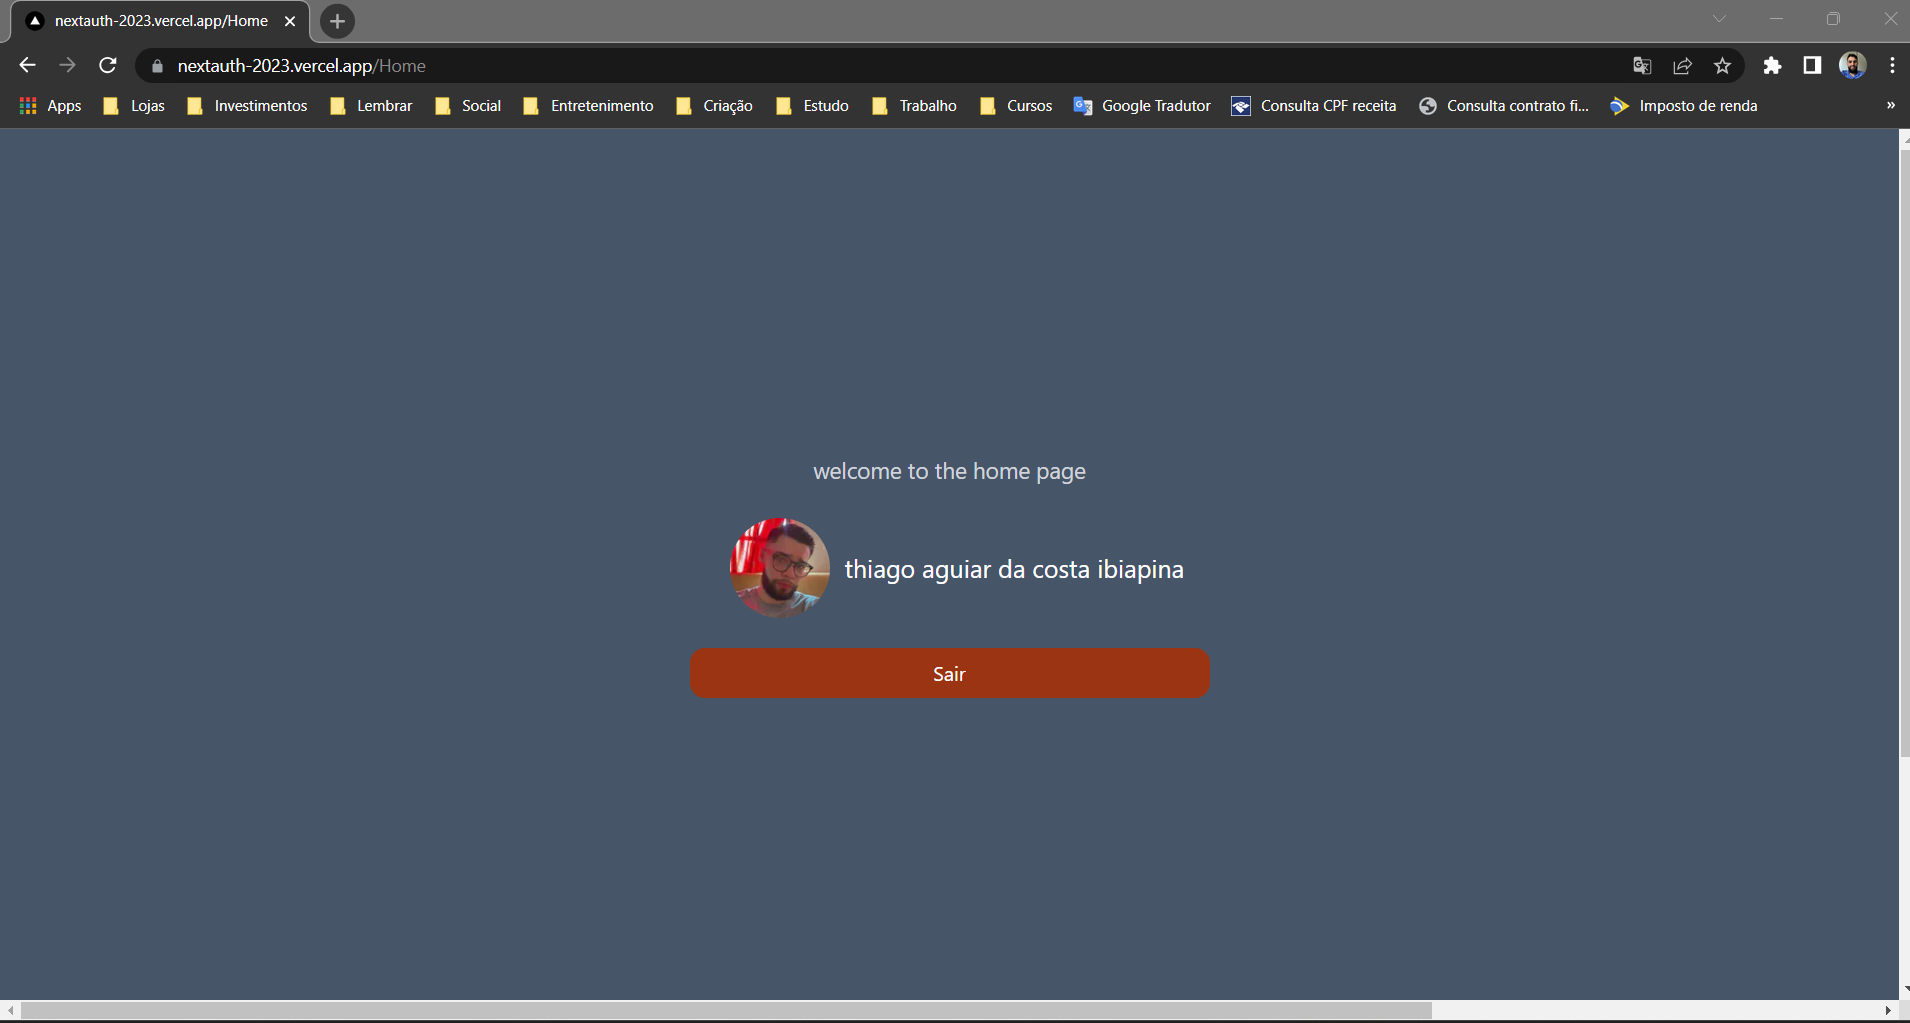 nextauth-2023.vercel.app/Home
nextauth-2023.vercel.app/Home
Apps Lojas Investimentos Lembrar Social Entretenimento Criação Estudo Trabalho Cursos Google Tradutor Consulta CPF receita Consulta contrato fi... Imposto de renda »
welcome to the home page
thiago aguiar da costa ibiapina
Sair